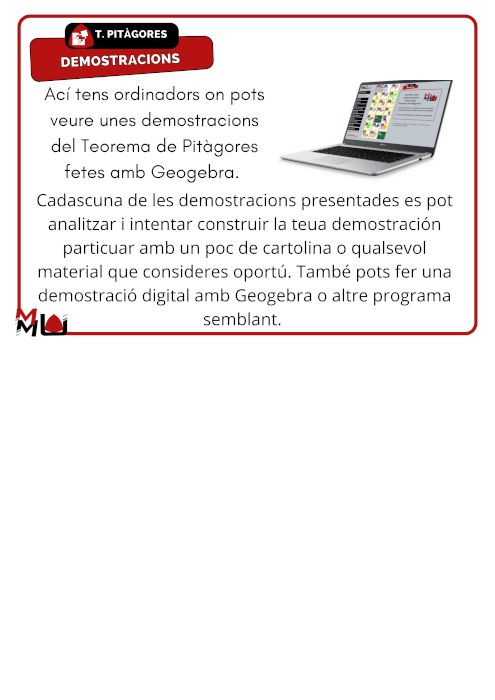 T. PITÀGORES
DEMOSTRACIONS
Ací tens ordinadors on pots
veure unes demostracions
del Teorema de Pitàgores
fetes amb Geogebra.
Cadascuna de les demostracions presentades es pot
analitzar i intentar construir la teua demostración
particuar amb un poc de cartolina o qualsevol
material que consideres oportú. També pots fer una
demostració digital amb Geogebra o altre programa
semblant.